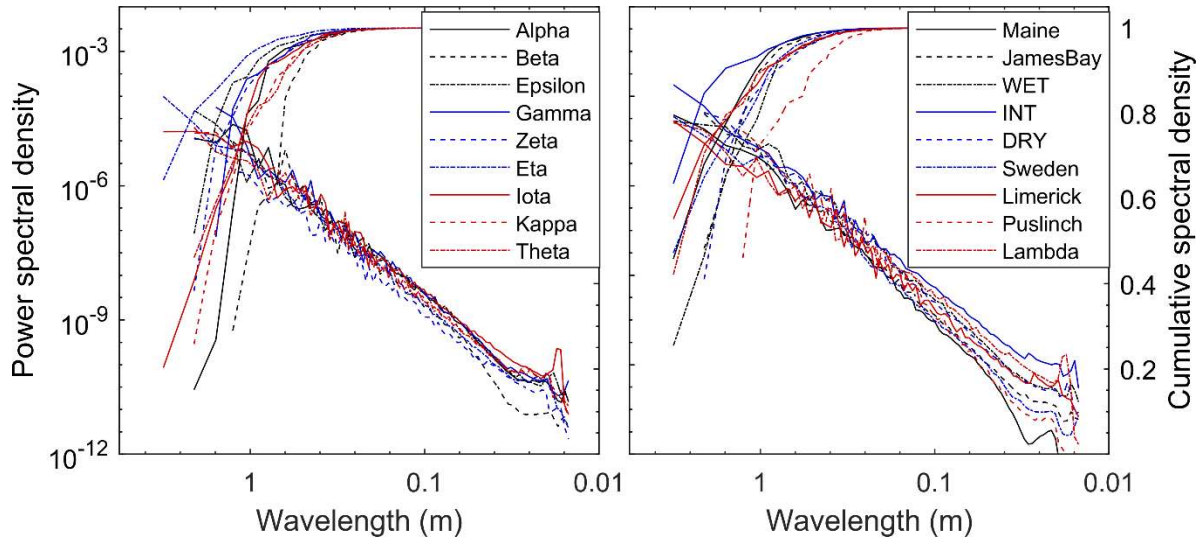 Power spectral density
10-3
10-6
10-9
10-12
Alpha
Beta
Epsilon
Gamma
Zeta
Eta
Iota
Kappa
Theta
1
0.1
0.01
Wavelength (m)
Maine
JamesBay
WET
INT
DRY
Sweden
Limerick
Puslinch
Lambda
1
0.1
0.01
Wavelength (m)
1
0.8
0.6
0.4
0.2
Cumulative spectral density